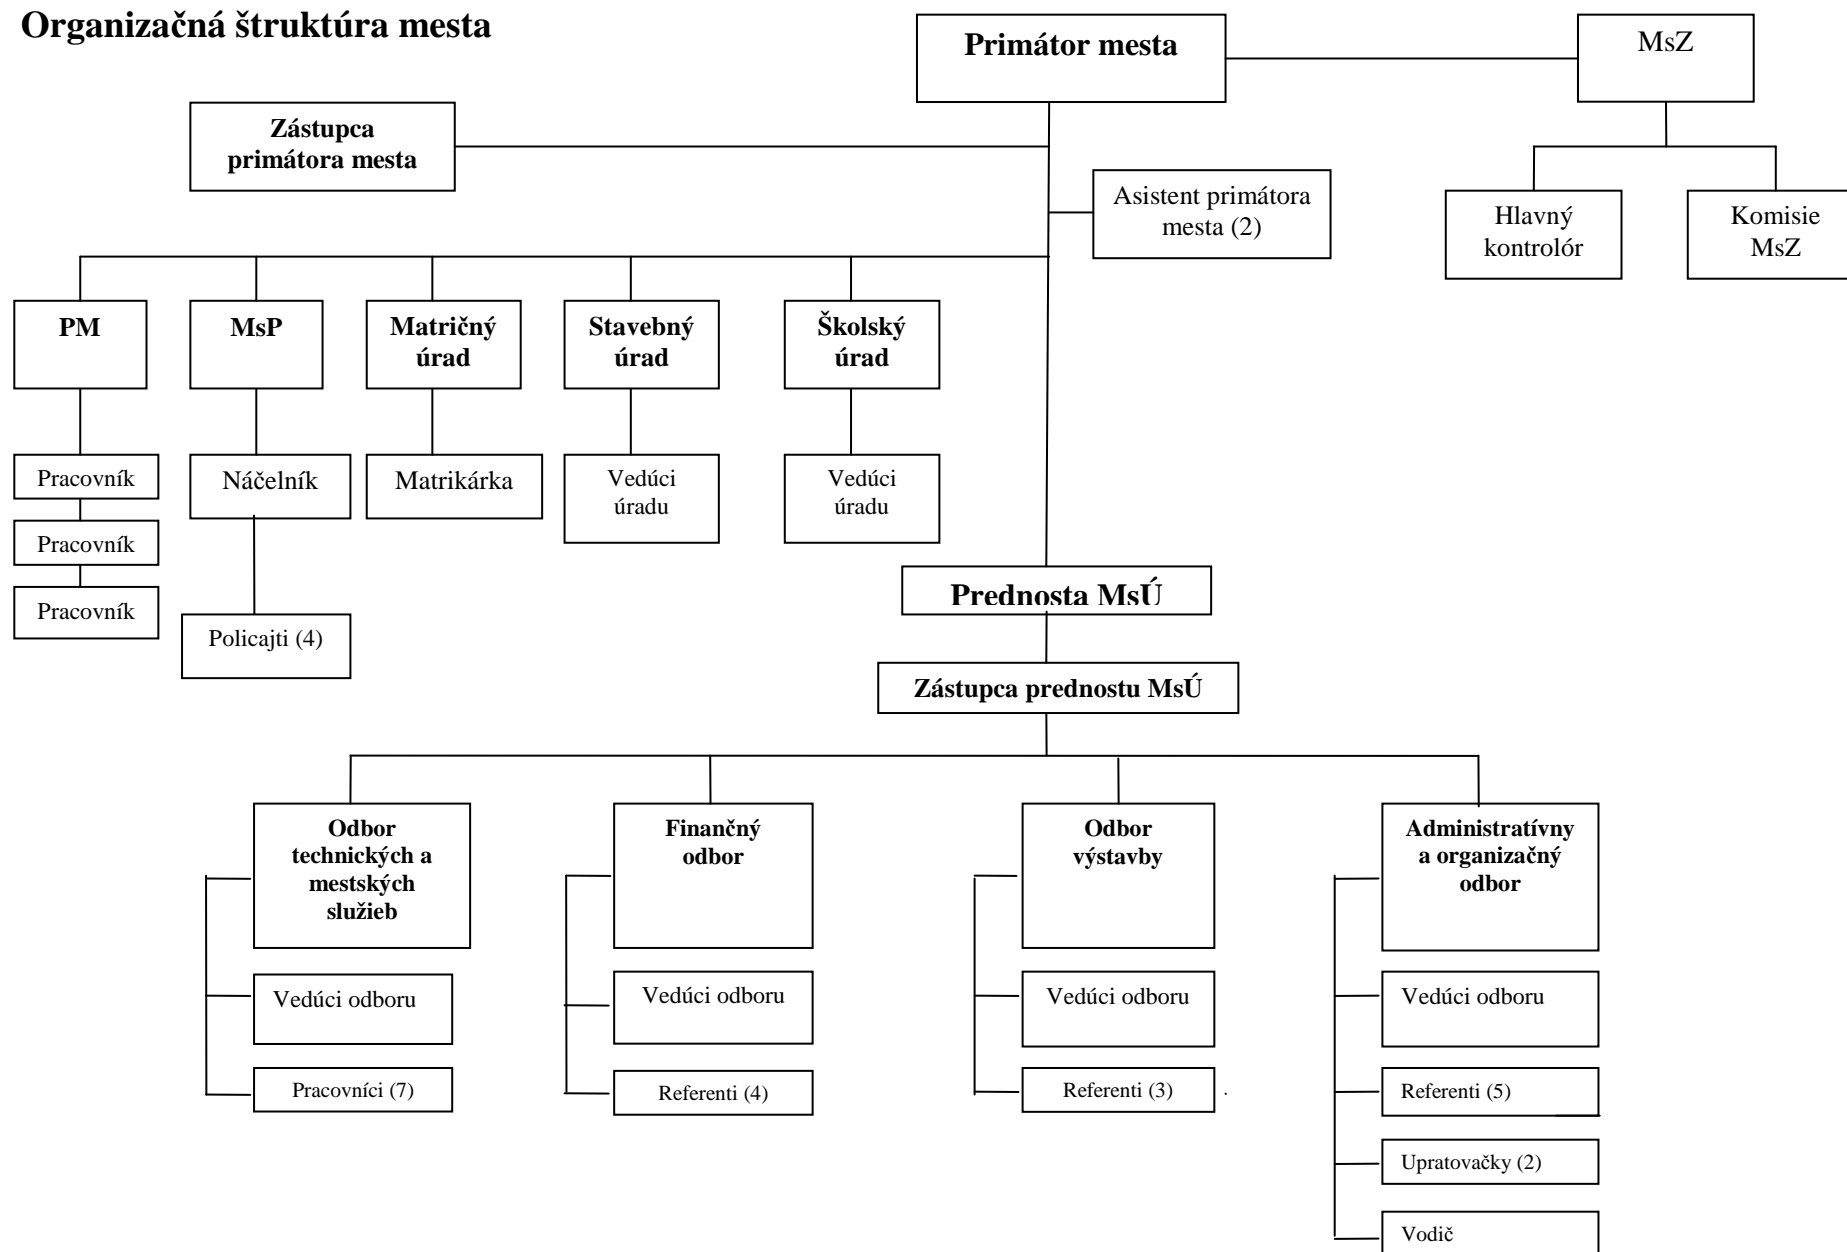 Organizačná štruktúra mesta
Primátor mesta
MsZ
Zástupca
primátora mesta
Asistent primátora
mesta (2)
Hlavný
kontrolór
Komisie
MsZ
PM
MsP
Matričný
úrad
Stavebný
úrad
Školský
úrad
Pracovník
Pracovník
Pracovník
Náčelník
Policajti (4)
Matrikárka
Vedúci
úradu
Vedúci
úradu
Prednosta MsÚ
Zástupca prednostu MsÚ
Odbor
technických a
mestských
služieb
Vedúci odboru
Pracovníci (7)
Finančný
odbor
Vedúci odboru
Referenti (4)
Odbor
výstavby
Vedúci odboru
Referenti (3)
Administratívny
a organizačný
odbor
Vedúci odboru
Referenti (5)
Upratovačky (2)
Vodič